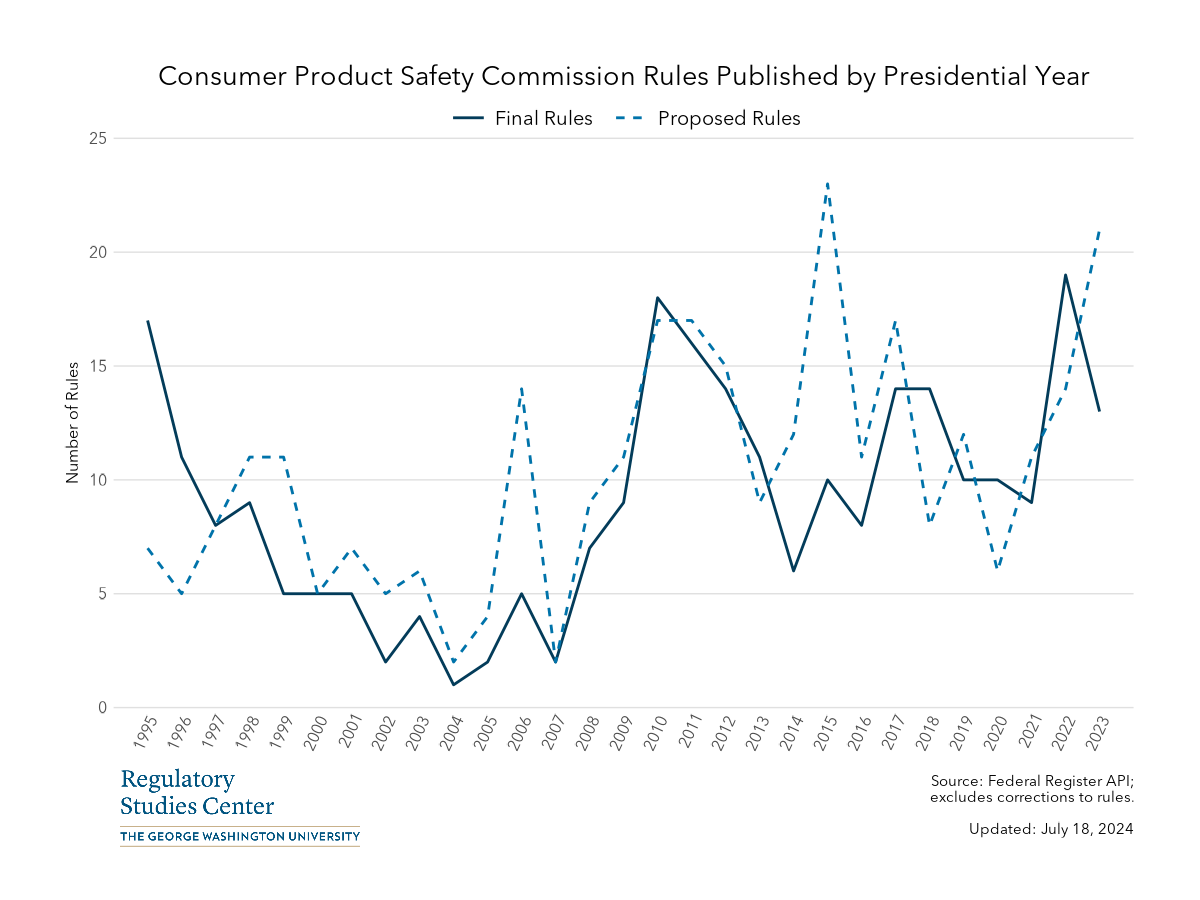 Consumer Product Safety Commission Rules Published by Presidential Year
Final Rules Proposed Rules
25
20
15
10
5
0
Number of Rules
1995 1996 1997 1998 1999 2000 2001 2002 2003 2004 2005 2006 2007 2008 2009 2010 2011 2012 2013 2014 2015 2016 2017 2018 2019 2020 2021 2022 2023
Regulatory
Studies Center
THE GEORGE WASHINGTON UNIVERSITY
Source: Federal Register API;
excludes corrections to rules.
Updated: July 18, 2024